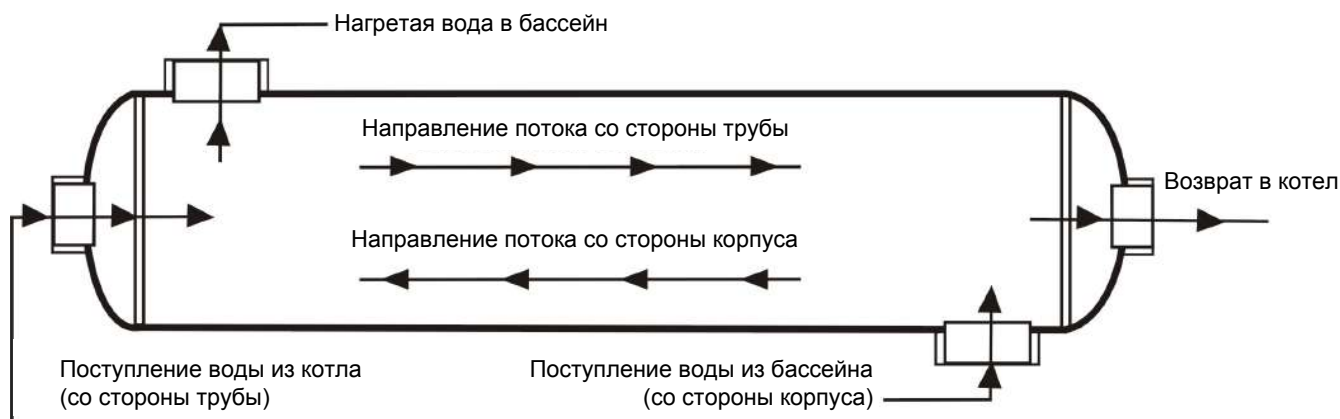 Нагретая вода в бассейн
Направление потока со стороны трубы
Возврат в котел
Направление потока со стороны корпуса
Поступление воды из котла
(со стороны трубы)
Поступление воды из бассейна
(со стороны корпуса)